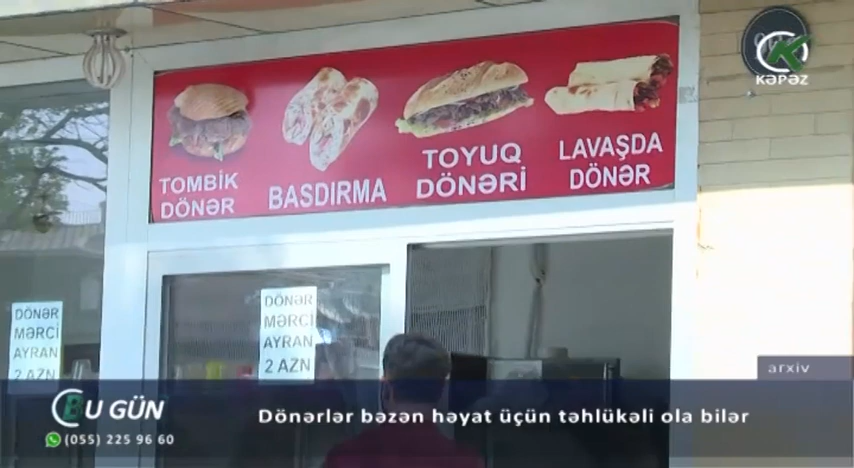 KƏPƏZ
TOMBİK
DÖNƏR
BASDIRMA
TOYUQ
DÖNƏRİ
LAVAŞDA
DÖNƏR
DÖNƏR
MƏRCİ
AYRAN
2 AZN
DÖNƏR
MƏRCİ
AYRAN
2 AZN
arxiv
BU GÜN
(055) 225 96 60
Dönərlər bəzən həyat üçün təhlükəli ola bilər